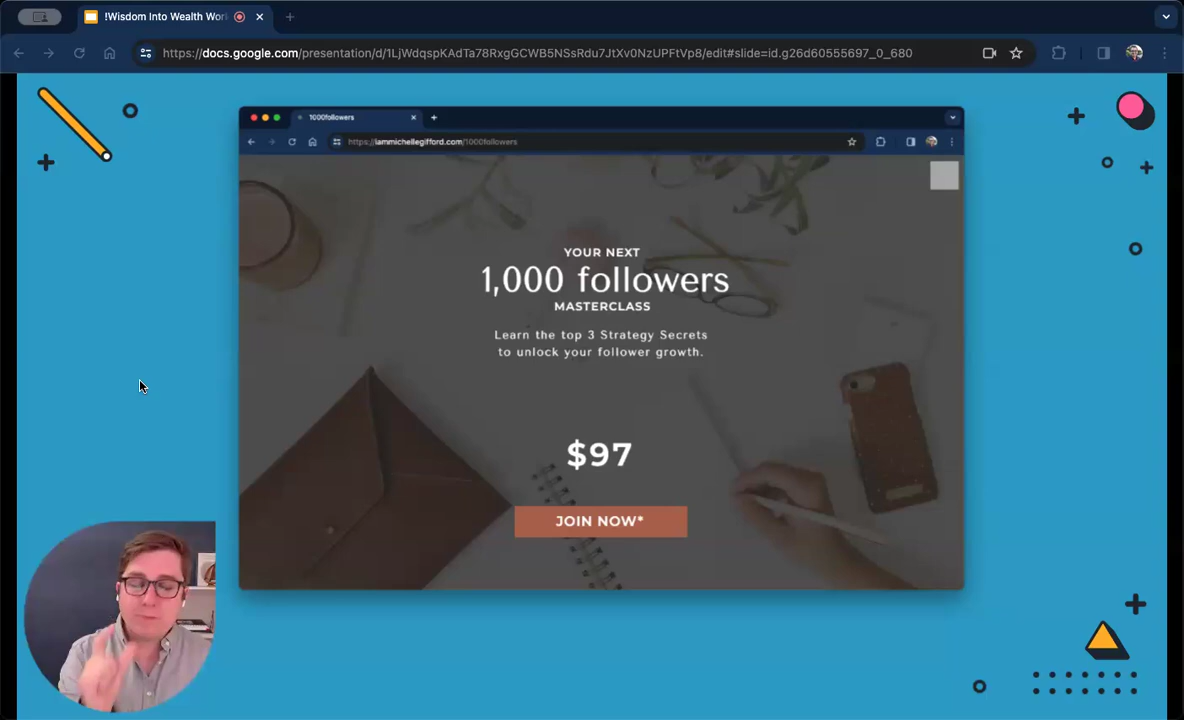 !Wisdom Into Wealth Wor
https://docs.google.com/presentation/d/1LjWdqspKAdTa78RxgGCWB5NSsRdu7JtXv0NzUPFtVp8/edit#slide=id.g26d60555697_0_680
1000followers
https://iammichellegifford.com/1000followers
YOUR NEXT
1,000 followers
MASTERCLASS
Learn the top 3 Strategy Secrets
to unlock your follower growth.
$97
JOIN NOW*